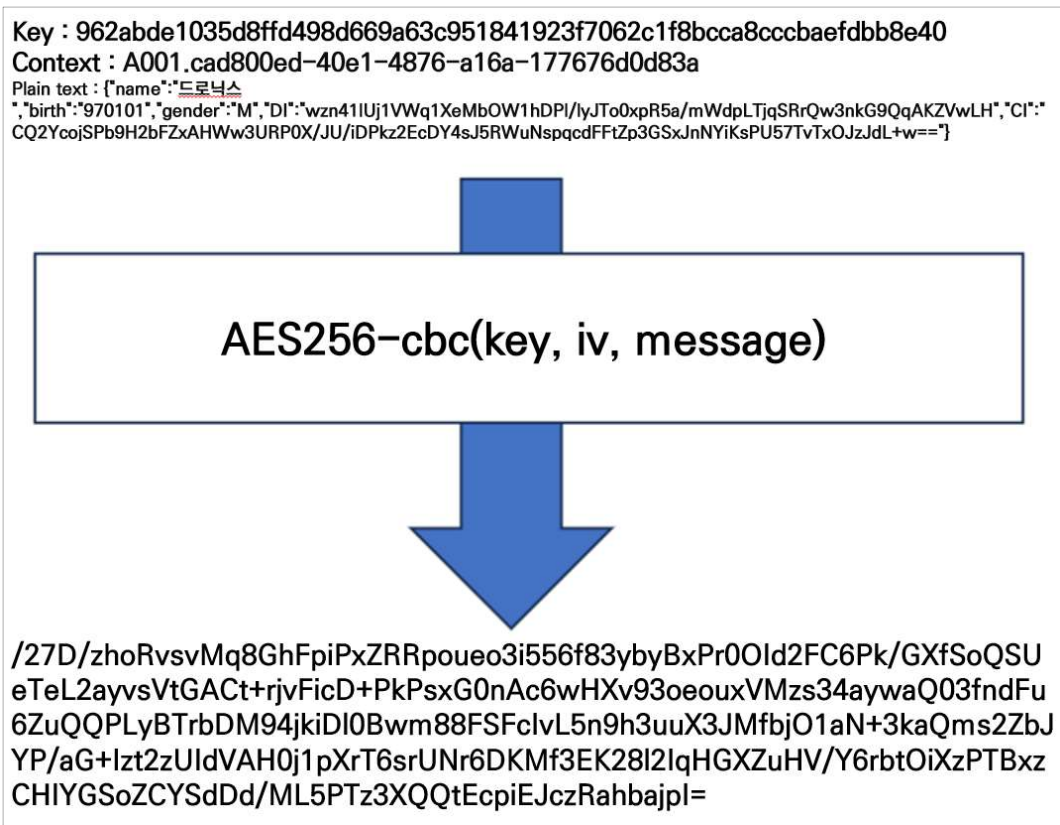 Key : 962abde1035d8ffd498d669a63c951841923f7062c1f8bcca8cccbaefdbb8e40
Context : A001.cad800ed-40e1-4876-a16a-177676d0d83a
Plain text : {"name":"드로닉스
","birth":"970101","gender":"M","DI":"wzn41lUj1VWq1XeMbOW1hDPl/lyJTo0xpR5a/mWdpLTjqSRrQw3nkG9QqAKZVwLH","CI":"
CQ2YcojSPb9H2bFZxAHWw3URP0X/JU/iDPkz2EcDY4sJ5RWuNspqcdFFtZp3GSxJnNYiKsPU57TvTxOJzJdL+w=="}
AES256-cbc(key, iv, message)
/27D/zhoRvsvMq8GhFpiPxZRRpoueo3i556f83ybyBxPr0OId2FC6Pk/GXfSoQSU
eTeL2ayvsVtGACt+rjvFicD+PkPsxG0nAc6wHXv93oeouxVMzs34aywaQ03fndFu
6ZuQQPLyBTrbDM94jkiDl0Bwm88FSFcIvL5n9h3uuX3JMfbjO1aN+3kaQms2ZbJ
YP/aG+Izt2zUIdVAH0j1pXrT6srUNr6DKMf3EK28l2IqHGXZuHV/Y6rbtOiXzPTBxz
CHIYGSoZCYSdDd/ML5PTz3XQQtEcpiEJczRahbajpI=